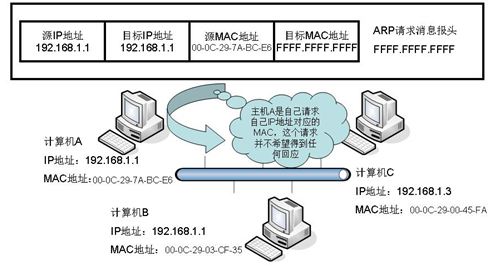 源IP地址
192.168.1.1
目标IP地址
192.168.1.1
源MAC地址
00-0C-29-7A-BC-E6
目标MAC地址
FFFF.FFFF.FFFF
ARP请求消息报头
FFFF.FFFF.FFFF
主机A是自己请求
自己IP地址对应的
MAC，这个请求
并不希望得到任
何回应
计算机A
IP地址：192.168.1.1
MAC地址:00-0C-29-7A-BC-E6
计算机C
IP地址：192.168.1.3
MAC地址:00-0C-29-00-45-FA
计算机B
IP地址：192.168.1.1
MAC地址：00-0C-29-03-CF-35